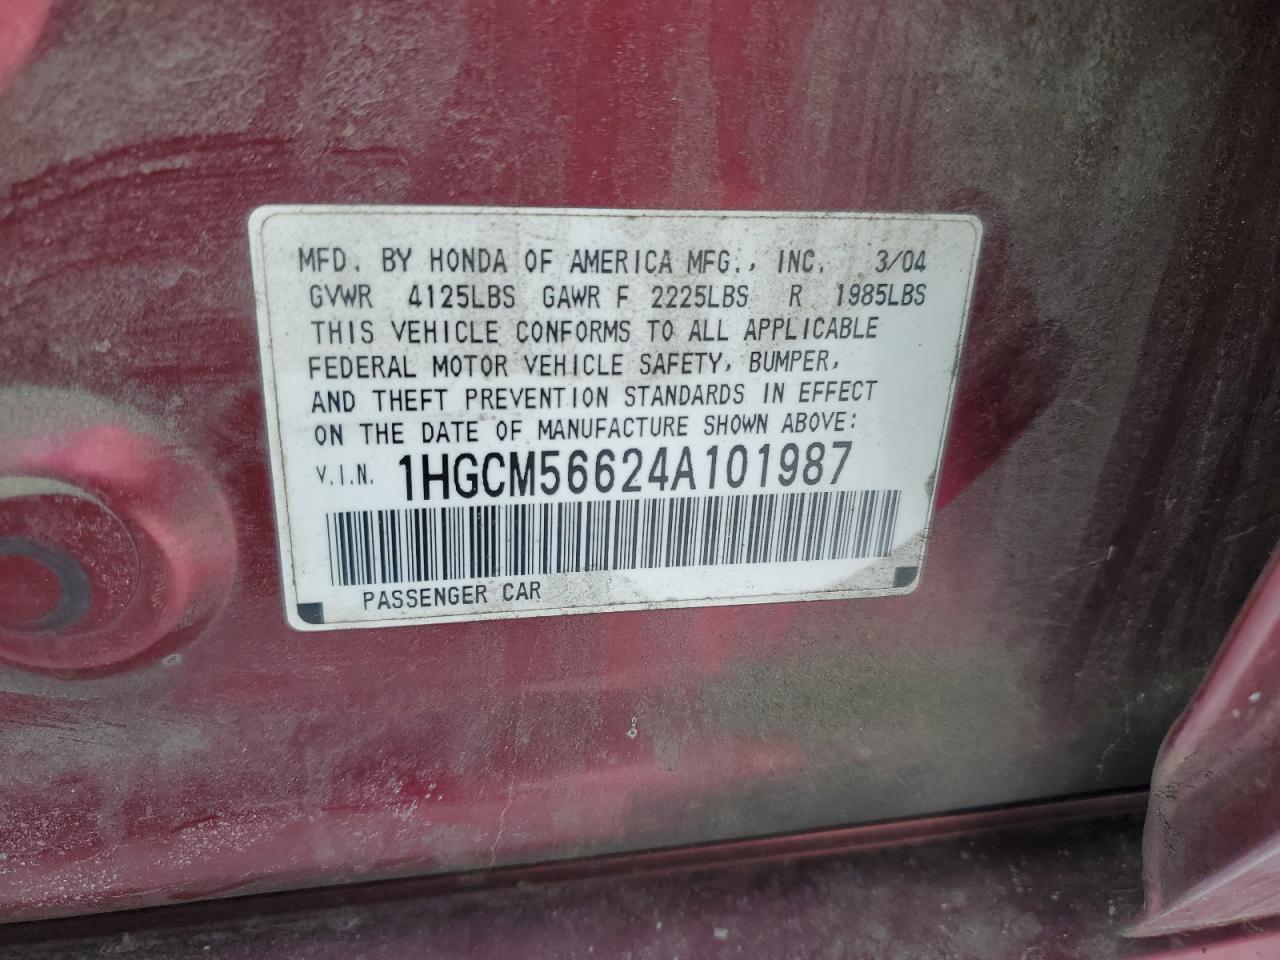 MFD. BY HONDA OF AMERICA MFG., INC. 3/04
GVWR 4125LBS GAWR F 2225LBS R 1985LBS
THIS VEHICLE CONFORMS TO ALL APPLICABLE
FEDERAL MOTOR VEHICLE SAFETY, BUMPER,
AND THEFT PREVENTION STANDARDS IN EFFECT
ON THE DATE OF MANUFACTURE SHOWN ABOVE:
V.I.N. 1HGCM56624A101987
PASSENGER CAR